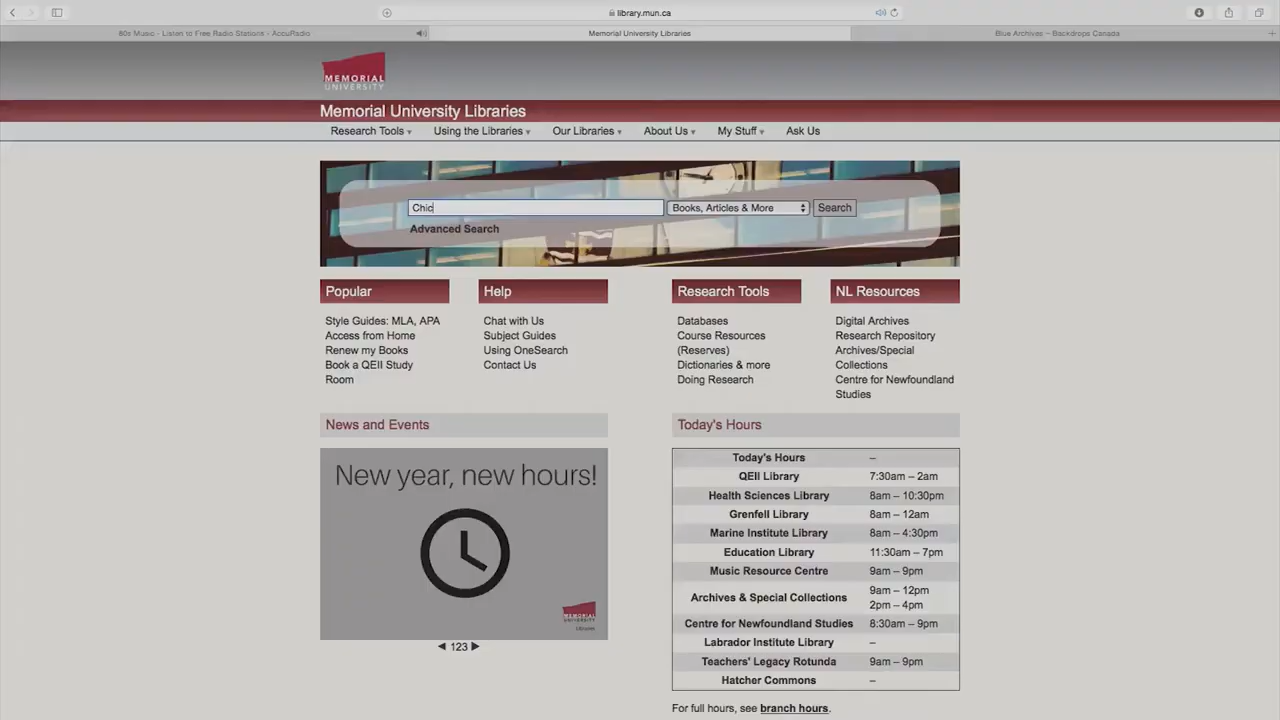 library.mun.ca
80s Music - Listen to Free Radio Stations - AccuRadio
Memorial University Libraries
Blue Archives – Backdrops Canada
MEMORIAL
UNIVERSITY
Memorial University Libraries
Research Tools
Using the Libraries
Our Libraries
About Us
My Stuff
Ask Us
Chic
Books, Articles & More
Search
Advanced Search
Popular
Style Guides: MLA, APA
Access from Home
Renew my Books
Book a QEII Study
Room
Help
Chat with Us
Subject Guides
Using OneSearch
Contact Us
Research Tools
Databases
Course Resources
(Reserves)
Dictionaries & more
Doing Research
NL Resources
Digital Archives
Research Repository
Archives/Special
Collections
Centre for Newfoundland
Studies
News and Events
New year, new hours!
MEMORIAL
UNIVERSITY
Libraries
123
Today's Hours
Today's Hours –
QEII Library 7:30am – 2am
Health Sciences Library 8am – 10:30pm
Grenfell Library 8am – 12am
Marine Institute Library 8am – 4:30pm
Education Library 11:30am – 7pm
Music Resource Centre 9am – 9pm
Archives & Special Collections 9am – 12pm
2pm – 4pm
Centre for Newfoundland Studies 8:30am – 9pm
Labrador Institute Library –
Teachers' Legacy Rotunda 9am – 9pm
Hatcher Commons –
For full hours, see branch hours.